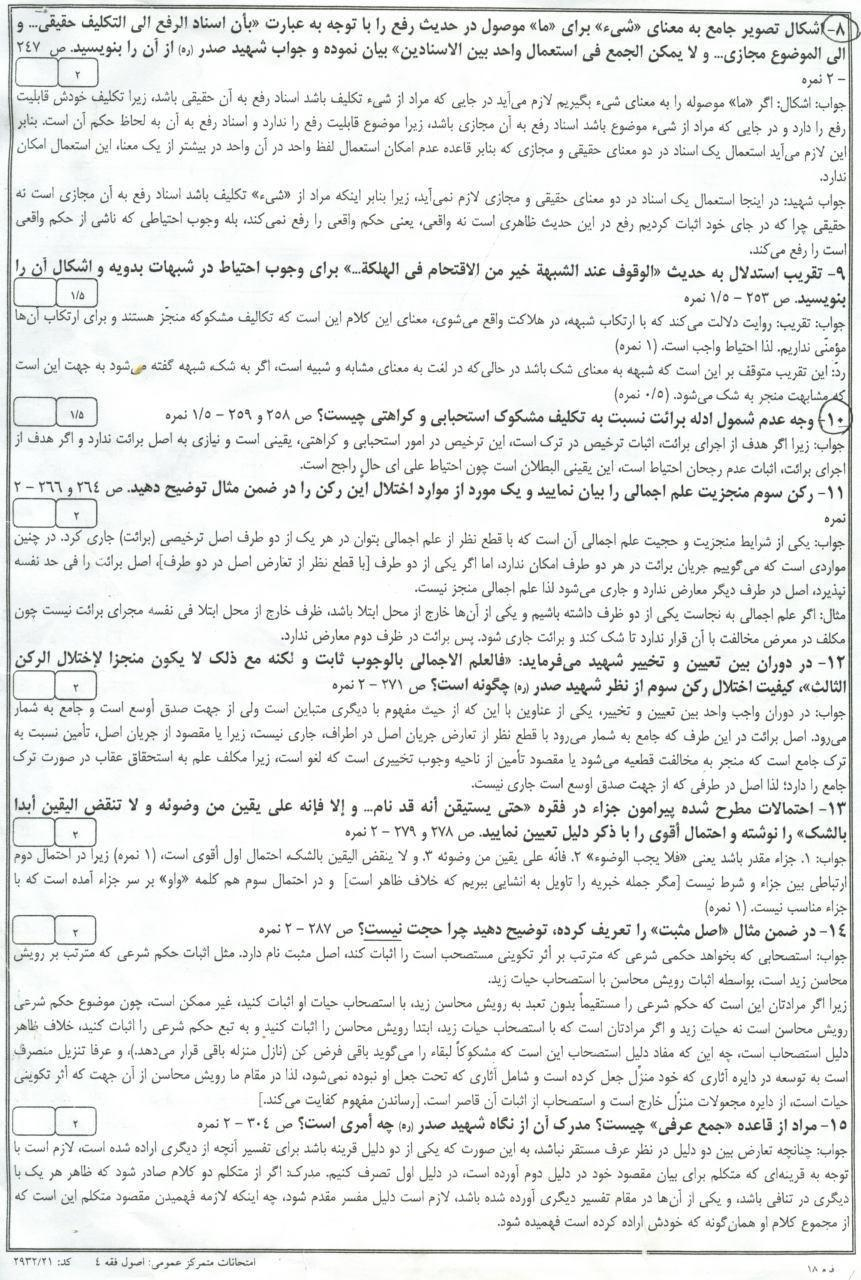 ۸- اشکال تصویر جامع به معنای «شیء» برای «ما» موصول در حدیث رفع را با توجه به عبارت «بأن اسناد الرفع الی التکلیف حقیقی... و
الی الموضوع مجازی... و لا یمکن الجمع فی استعمال واحد بین الاسنادین» بیان نموده و جواب شهید صدر (ره) از آن را بنویسید. ص ۲۴۷
- ۲ نمره
۲
جواب: اشکال: اگر «ما» موصوله را به معنای شیء بگیریم لازم می‌آید در جایی که مراد از شیء تکلیف باشد اسناد رفع به آن حقیقی باشد، زیرا تکلیف خودش قابلیت
رفع را دارد و در جایی که مراد از شیء موضوع باشد اسناد رفع به آن مجازی باشد، زیرا موضوع قابلیت رفع را ندارد و اسناد رفع به آن به لحاظ حکم آن است. بنابر
این لازم می‌آید استعمال یک اسناد در دو معنای حقیقی و مجازی که بنابر قاعده عدم امکان استعمال لفظ واحد در آن واحد در بیشتر از یک معنا، این استعمال امکان
ندارد.
جواب شهید: در اینجا استعمال یک اسناد در دو معنای حقیقی و مجازی لازم نمی‌آید، زیرا بنابر اینکه مراد از «شیء» تکلیف باشد اسناد رفع به آن مجازی است نه
حقیقی چرا که در جای خود اثبات کردیم رفع در این حدیث ظاهری است نه واقعی، یعنی حکم واقعی را رفع نمی‌کند، بله وجوب احتیاطی که ناشی از حکم واقعی
است را رفع می‌کند.
۹- تقریب استدلال به حدیث «الوقوف عند الشبهة خیر من الاقتحام فی الهلکة...» برای وجوب احتیاط در شبهات بدویه و اشکال آن را
بنویسید. ص ۲۵۳ - ۱/۵ نمره
۱/۵
جواب: تقریب: روایت دلالت می‌کند که با ارتکاب شبهه، در هلاکت واقع می‌شوی، معنای این کلام این است که تکالیف مشکوکه منجّز هستند و برای ارتکاب آن‌ها
مؤمنّی نداریم. لذا احتیاط واجب است. (۱ نمره)
ردّ: این تقریب متوقف بر این است که شبهه به معنای شک باشد در حالی‌که در لغت به معنای مشابه و شبیه است، اگر به شک، شبهه گفته می‌شود به جهت این است
که مشابهت منجر به شک می‌شود. (۰/۵ نمره)
۱۰- وجه عدم شمول ادله برائت نسبت به تکلیف مشکوک استحبابی و کراهتی چیست؟ ص ۲۵۸ و ۲۵۹ - ۱/۵ نمره
۱/۵
جواب: زیرا اگر هدف از اجرای برائت، اثبات ترخیص در ترک است، این ترخیص در امور استحبابی و کراهتی، یقینی است و نیازی به اصل برائت ندارد و اگر هدف از
اجرای برائت، اثبات عدم رجحان احتیاط است، این یقینی البطلان است چون احتیاط علی ای حالٍ راجح است.
۱۱- رکن سوم منجزیت علم اجمالی را بیان نمایید و یک مورد از موارد اختلال این رکن را در ضمن مثال توضیح دهید. ص ۲۶۴ و ۲۶۶ - ۲
نمره
۲
جواب: یکی از شرایط منجزیت و حجیت علم اجمالی آن است که با قطع نظر از علم اجمالی بتوان در هر یک از دو طرف اصل ترخیصی (برائت) جاری کرد. در چنین
مواردی است که می‌گوییم جریان برائت در هر دو طرف امکان ندارد، اما اگر یکی از دو طرف [با قطع نظر از تعارض اصل در دو طرف]، اصل برائت را فی حد نفسه
نپذیرد، اصل در طرف دیگر معارض ندارد و جاری می‌شود لذا علم اجمالی منجز نیست.
مثال: اگر علم اجمالی به نجاست یکی از دو ظرف داشته باشیم و یکی از آن‌ها خارج از محل ابتلا باشد، ظرف خارج از محل ابتلا فی نفسه مجرای برائت نیست چون
مکلف در معرض مخالفت با آن قرار ندارد تا شک کند و برائت جاری شود. پس برائت در ظرف دوم معارض ندارد.
۱۲- در دوران بین تعیین و تخییر شهید می‌فرماید: «فالعلم الاجمالی بالوجوب ثابت و لکنه مع ذلک لا یکون منجزا لإختلال الرکن
الثالث»، کیفیت اختلال رکن سوم از نظر شهید صدر (ره) چگونه است؟ ص ۲۷۱ - ۲ نمره
۲
جواب: در دوران واجب واحد بین تعیین و تخییر، یکی از عناوین با این که از حیث مفهوم با دیگری متباین است ولی از جهت صدق أوسع است و جامع به شمار
می‌رود. اصل برائت در این طرف که جامع به شمار می‌رود با قطع نظر از تعارض جریان اصل در اطراف، جاری نیست، زیرا یا مقصود از جریان اصل، تأمین نسبت به
ترک جامع است که منجر به مخالفت قطعیه می‌شود یا مقصود تأمین از ناحیه وجوب تخییری است که لغو است، زیرا مکلف علم به استحقاق عقاب در صورت ترک
جامع را دارد؛ لذا اصل در طرفی که از جهت صدق اوسع است جاری نیست.
۱۳- احتمالات مطرح شده پیرامون جزاء در فقره «حتی یستیقن أنه قد نام... و إلا فإنه علی یقین من وضوئه و لا تنقض الیقین أبدا
بالشک» را نوشته و احتمال أقوی را با ذکر دلیل تعیین نمایید. ص ۲۷۸ و ۲۷۹ - ۲ نمره
۲
جواب: ۱. جزاء مقدر باشد یعنی «فلا یجب الوضوء» ۲. فانّه علی یقین من وضوئه ۳. و لا ینقض الیقین بالشک. احتمال اول أقوی است، (۱ نمره) زیرا در احتمال دوم
ارتباطی بین جزاء و شرط نیست [مگر جمله خبریه را تاویل به انشایی ببریم که خلاف ظاهر است] و در احتمال سوم هم کلمه «واو» بر سر جزاء آمده است که با
جزاء مناسب نیست. (۱ نمره)
۱۴- در ضمن مثال «اصل مثبت» را تعریف کرده، توضیح دهید چرا حجت نیست؟ ص ۲۸۷ - ۲ نمره
۲
جواب: استصحابی که بخواهد حکمی شرعی که مترتب بر أثر تکوینی مستصحب است را اثبات کند، اصل مثبت نام دارد. مثل اثبات حکم شرعی که مترتب بر رویش
محاسن زید است، بواسطه اثبات رویش محاسن با استصحاب حیات زید.
زیرا اگر مرادتان این است که حکم شرعی را مستقیماً بدون تعبد به رویش محاسن زید، با استصحاب حیات او اثبات کنید، غیر ممکن است، چون موضوع حکم شرعی
رویش محاسن است نه حیات زید و اگر مرادتان است که با استصحاب حیات زید، ابتدا رویش محاسن را اثبات کنید و به تبع حکم شرعی را اثبات کنید، خلاف ظاهر
دلیل استصحاب است، چه این که مفاد دلیل استصحاب این است که مشکوکاً لبقاء را می‌گوید باقی فرض کن (نازل منزله باقی قرار می‌دهد.)، و عرفا تنزیل منصرف
است به توسعه در دایره آثاری که خود منزِّل جعل کرده است و شامل آثاری که تحت جعل او نبوده نمی‌شود، لذا در مقام ما رویش محاسن از آن جهت که أثر تکوینی
حیات است، از دایره مجعولات منزّل خارج است و استصحاب از اثبات آن قاصر است. [رساندن مفهوم کفایت می‌کند.]
۱۵- مراد از قاعده «جمع عرفی» چیست؟ مدرک آن از نگاه شهید صدر (ره) چه أمری است؟ ص ۳۰۴ - ۲ نمره
۲
جواب: چنانچه تعارض بین دو دلیل در نظر عرف مستقر نباشد، به این صورت که یکی از دو دلیل قرینه باشد برای تفسیر آنچه از دیگری اراده شده است، لازم است با
توجه به قرینه‌ای که متکلم برای بیان مقصود خود در دلیل دوم آورده است، در دلیل اول تصرف کنیم. مدرک: اگر از متکلم دو کلام صادر شود که ظاهر هر یک با
دیگری در تنافی باشد، و یکی از آن‌ها در مقام تفسیر دیگری آورده شده باشد، لازم است دلیل مفسر مقدم شود، چه اینکه لازمه فهمیدن مقصود متکلم این است که
از مجموع کلام او همان‌گونه که خودش اراده کرده است فهمیده شود.
امتحانات متمرکز عمومی: اصول فقه ۴ کد: ۲۹۳۲/۲۱
۱۸